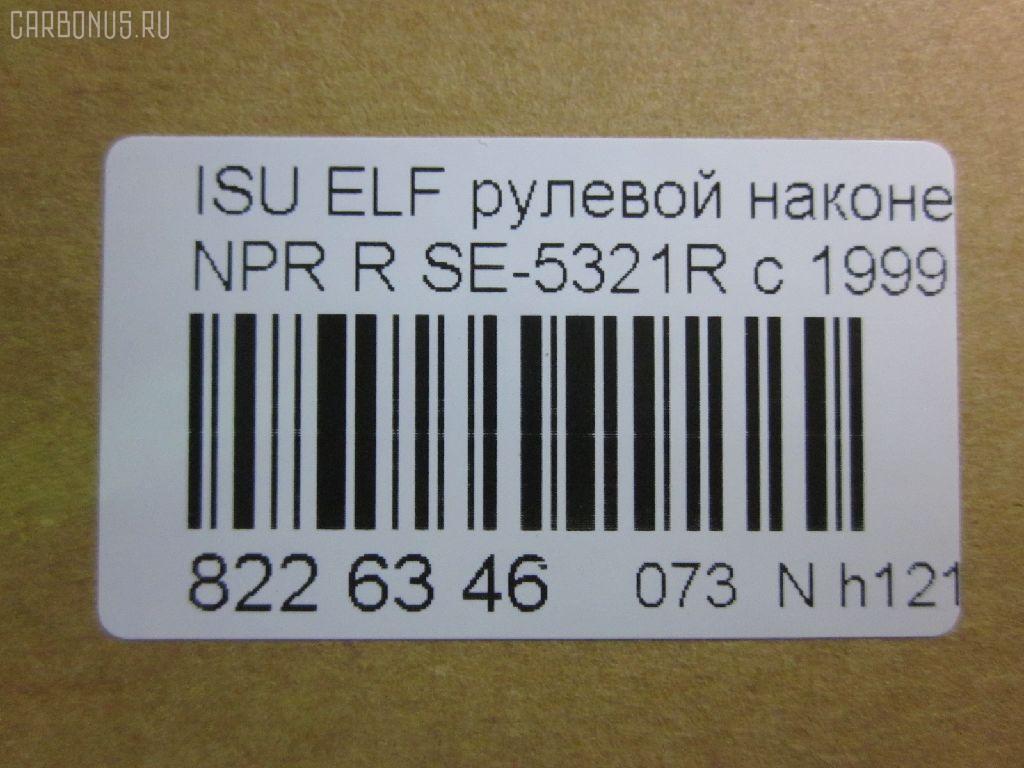 CARBONUS.RU
ISU ELF рулевой наконе
NPR R SE-5321R с 1999
822 63 46 073 N h121